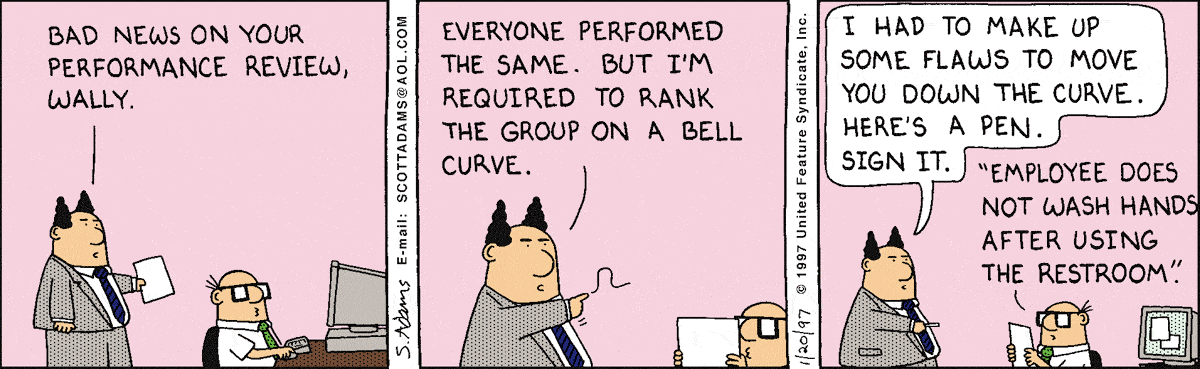 BAD NEWS ON YOUR
PERFORMANCE REVIEW,
WALLY.
S. Adams E-mail: SCOTTADAMS@AOL.COM
EVERYONE PERFORMED
THE SAME. BUT I'M
REQUIRED TO RANK
THE GROUP ON A BELL
CURVE.
1/20/97 © 1997 United Feature Syndicate, Inc.
I HAD TO MAKE UP
SOME FLAWS TO MOVE
YOU DOWN THE CURVE.
HERE'S A PEN.
SIGN IT.
"EMPLOYEE DOES
NOT WASH HANDS
AFTER USING
THE RESTROOM".